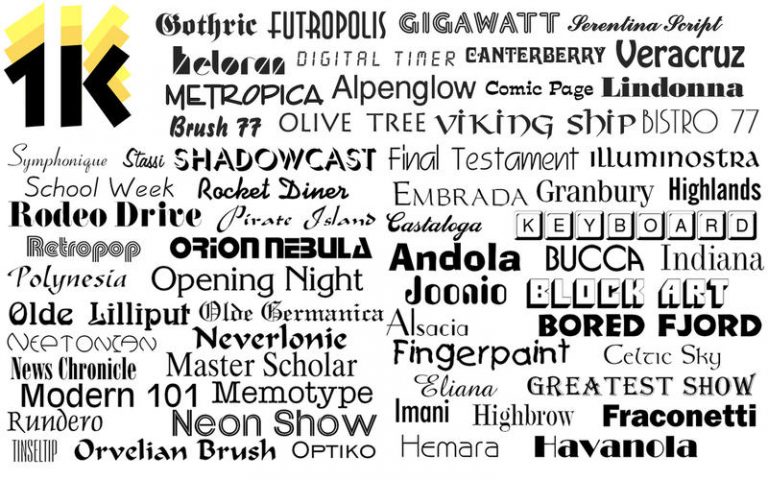 1K
Gothric FUTROPOLIS GIGAWATT Serentina Script
DIGITAL TIMER CANTERBERRY Veracruz
METROPICA Alpenglow Comic Page Lindonna
Brush 77 OLIVE TREE Viking Ship BISTRO 77
Symphonique Stassi SHADOWCAST Final Testament Illuminostra
School Week Rocket Diner EMBRADA Granbury Highlands
Rodeo Drive Pirate Island Castaloga KEYBOARD
Retropop ORION NEBULA Andola BUCCA Indiana
Polynesia Opening Night Joonio BLOCK ART
Olde Lilliput Olde Germanica Alsacia BORED FJORD
NEPTONIAN Neverlonie Fingerpaint Celtic Sky
News Chronicle Master Scholar Eliana GREATEST SHOW
Modern 101 Memotype Imani Highbrow Fraconetti
Rundero Neon Show Hemara Havanola
TINSELTIP Orvelian Brush OPTIKO